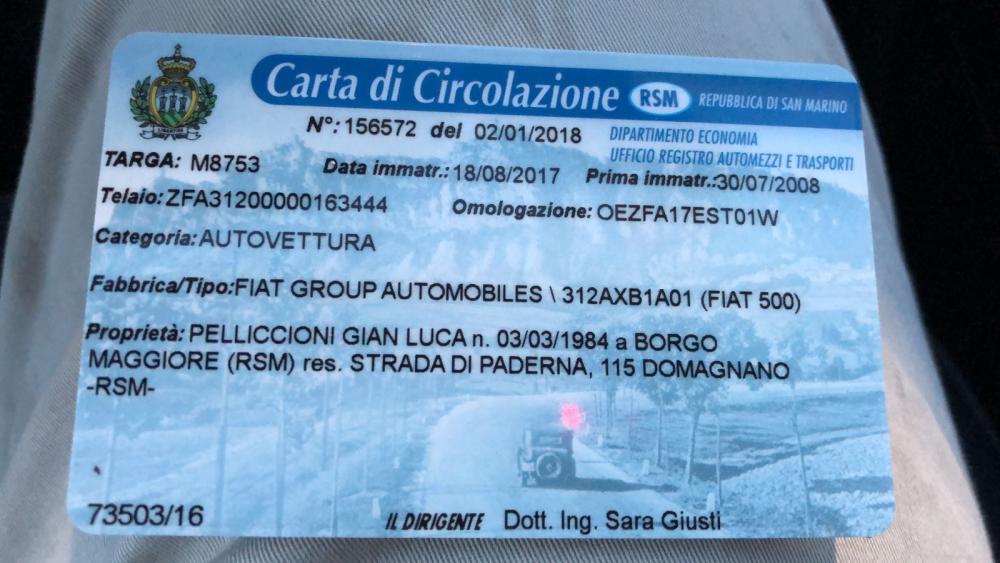 Carta di Circolazione RSM REPUBBLICA DI SAN MARINO
N°: 156572 del 02/01/2018 DIPARTIMENTO ECONOMIA
UFFICIO REGISTRO AUTOMEZZI E TRASPORTI
TARGA: M8753 Data immatr.: 18/08/2017 Prima immatr.:30/07/2008
Telaio: ZFA31200000163444 Omologazione: OEZFA17EST01W
Categoria: AUTOVETTURA
Fabbrica/Tipo:FIAT GROUP AUTOMOBILES \ 312AXB1A01 (FIAT 500)
Proprietà: PELLICCIONI GIAN LUCA n. 03/03/1984 a BORGO
MAGGIORE (RSM) res. STRADA DI PADERNA, 115 DOMAGNANO
-RSM-
73503/16 IL DIRIGENTE Dott. Ing. Sara Giusti